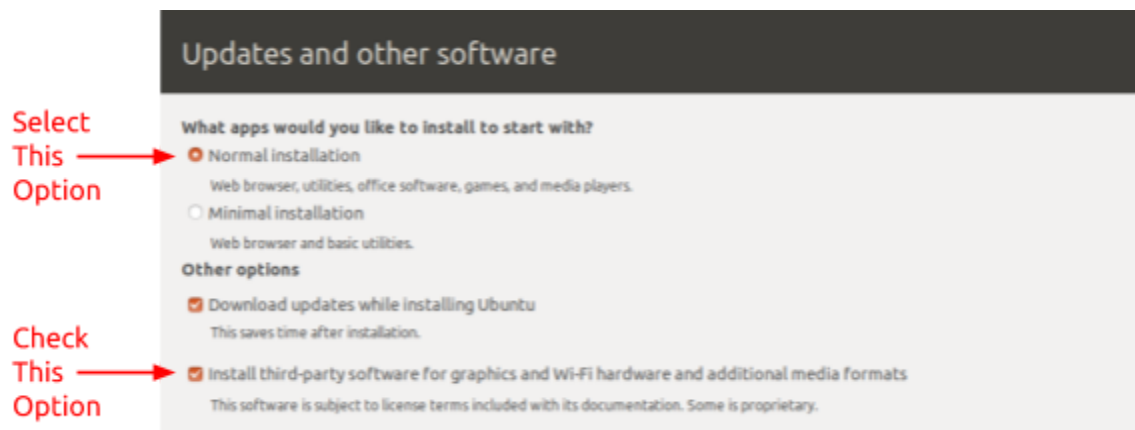 Updates and other software
Select
This
Option
What apps would you like to install to start with?
Normal installation
Web browser, utilities, office software, games, and media players.
Minimal installation
Web browser and basic utilities.
Other options
Download updates while installing Ubuntu
This saves time after installation.
Check
This
Option
Install third-party software for graphics and Wi-Fi hardware and additional media formats
This software is subject to license terms included with its documentation. Some is proprietary.